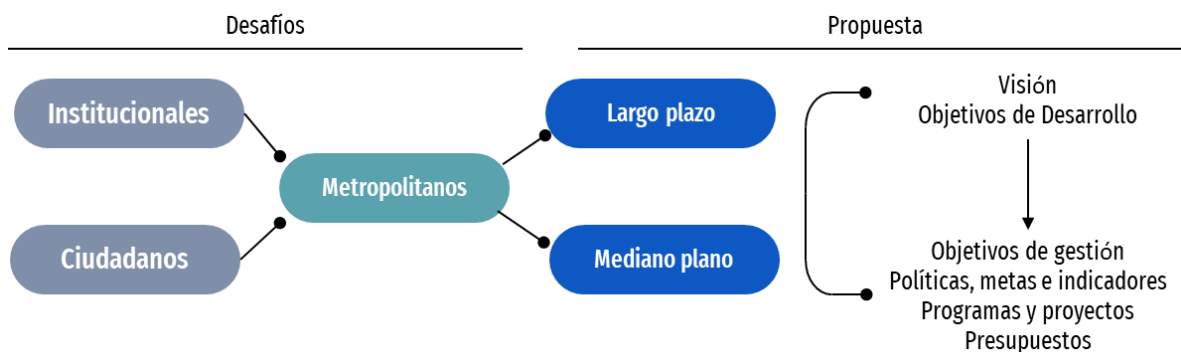 Desafíos
Propuesta
Institucionales
Ciudadanos
Metropolitanos
Largo plazo
Mediano plano
Visión
Objetivos de Desarrollo
Objetivos de gestión
Políticas, metas e indicadores
Programas y proyectos
Presupuestos